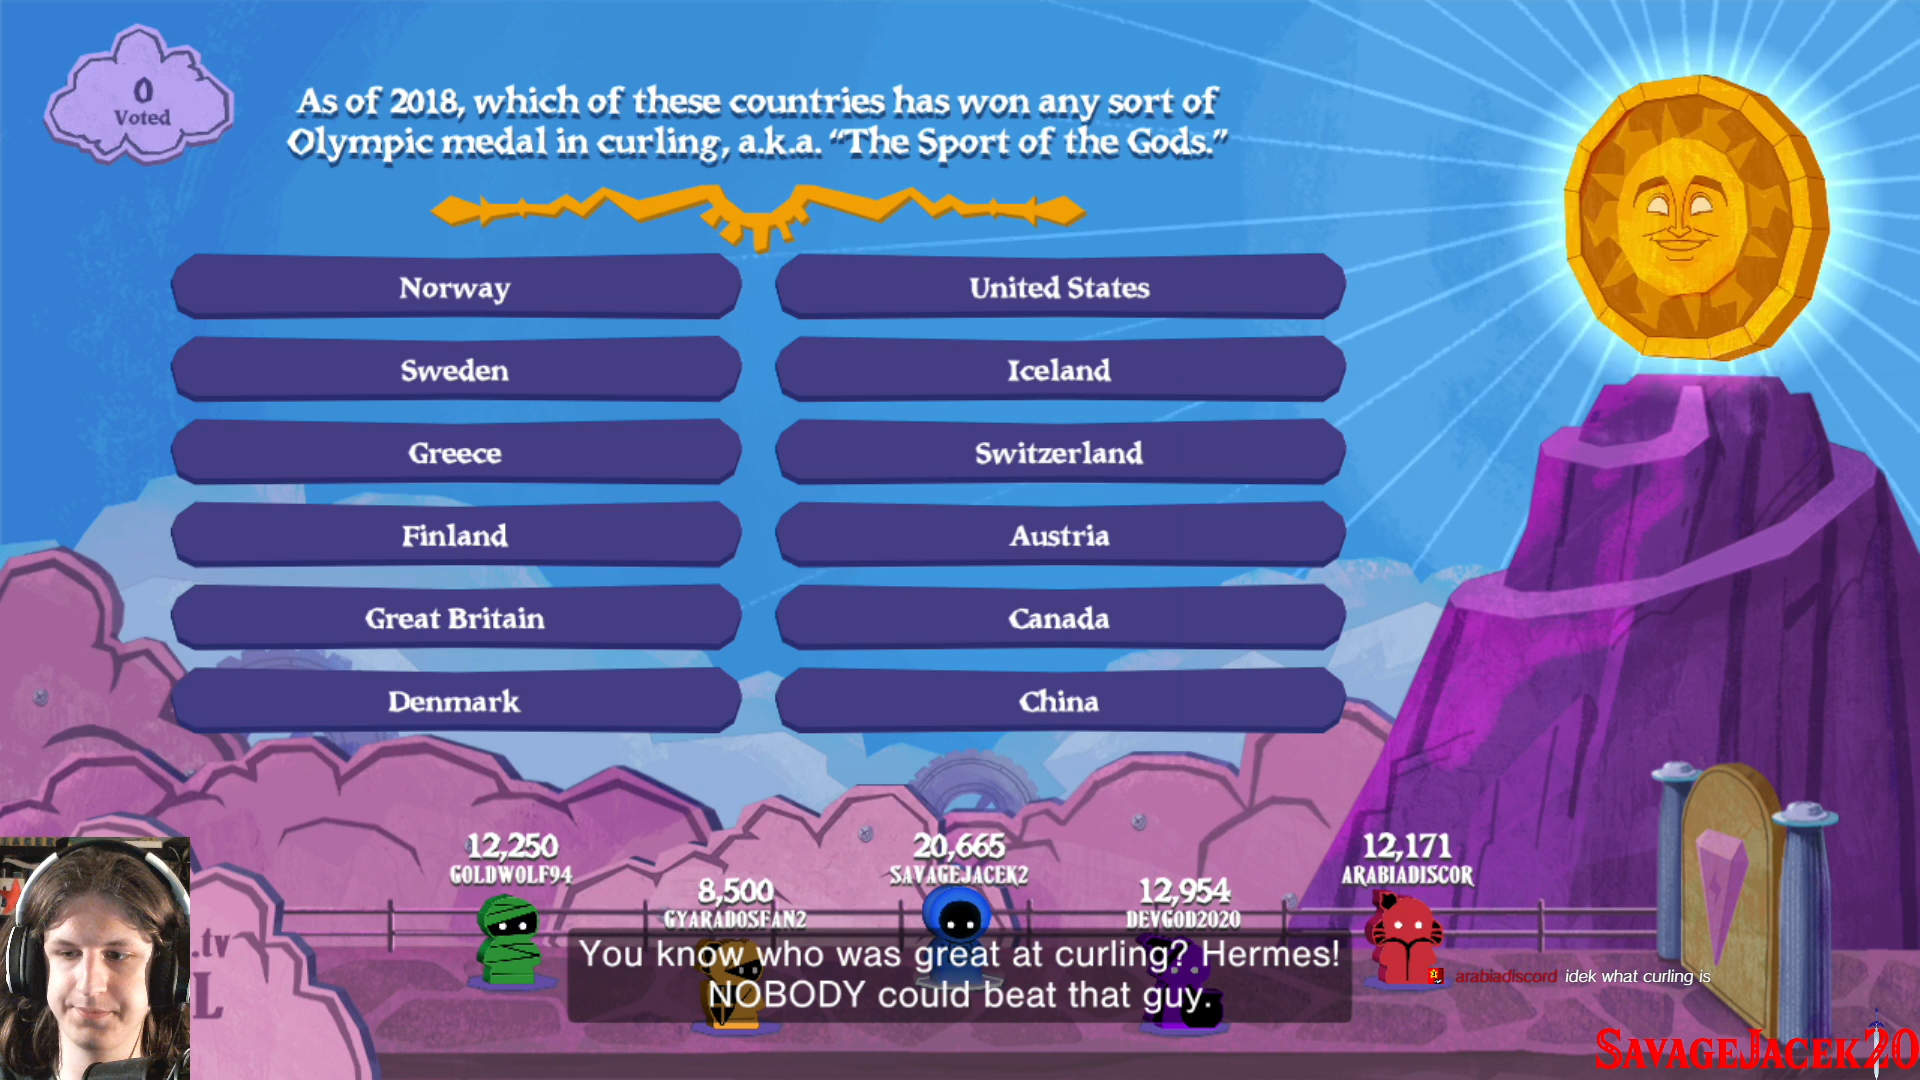 0
Voted
As of 2018, which of these countries has won any sort of
Olympic medal in curling, a.k.a. “The Sport of the Gods.”
Norway
United States
Sweden
Iceland
Greece
Switzerland
Finland
Austria
Great Britain
Canada
Denmark
China
12,250
GOLDWOLF94
8,500
GYARADOSFAN2
20,665
SAVAGEJACEK2
12,954
DEVGOD2020
12,171
ARABIADISCOR
.tv
L
You know who was great at curling? Hermes!
NOBODY could beat that guy.
arabiadiscord idek what curling is
SAVAGEJACEK20